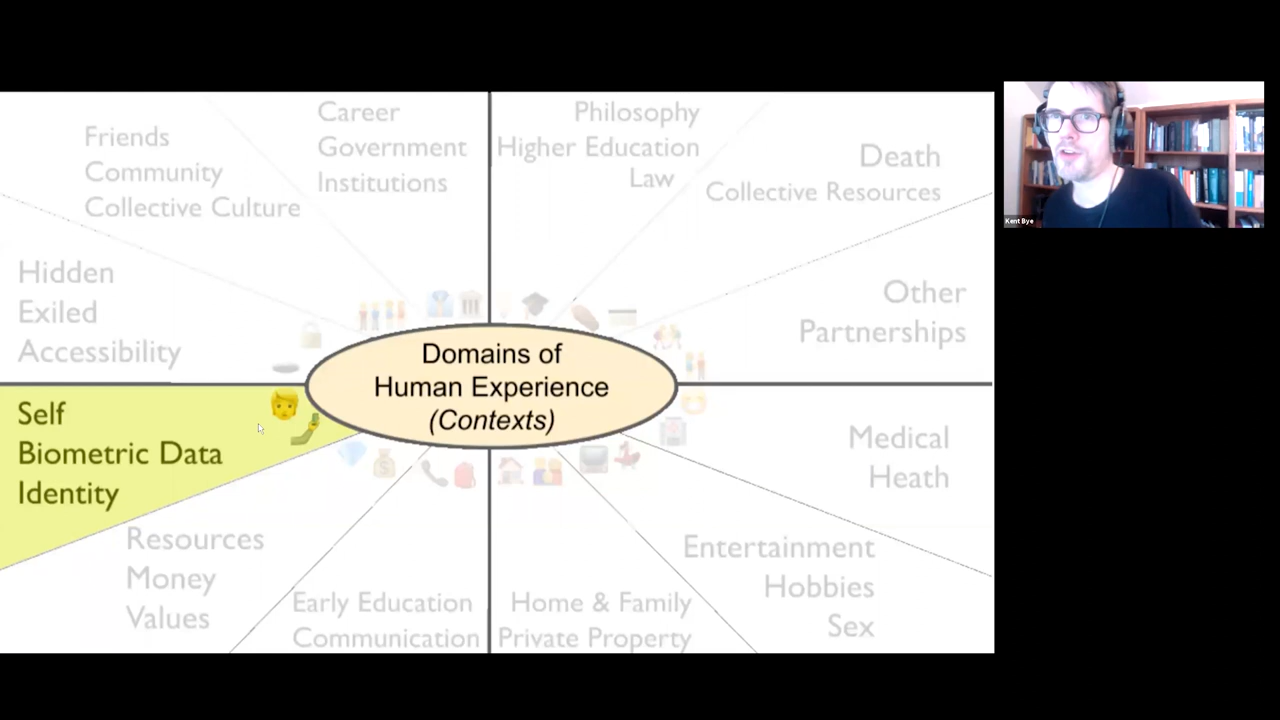 Friends
Community
Collective Culture
Career
Government
Institutions
Philosophy
Higher Education
Law
Death
Collective Resources
Hidden
Exiled
Accessibility
Other
Partnerships
Domains of
Human Experience
(Contexts)
Self
Biometric Data
Identity
Medical
Heath
Resources
Money
Values
Early Education
Communication
Home & Family
Private Property
Entertainment
Hobbies
Sex
Kent Bye